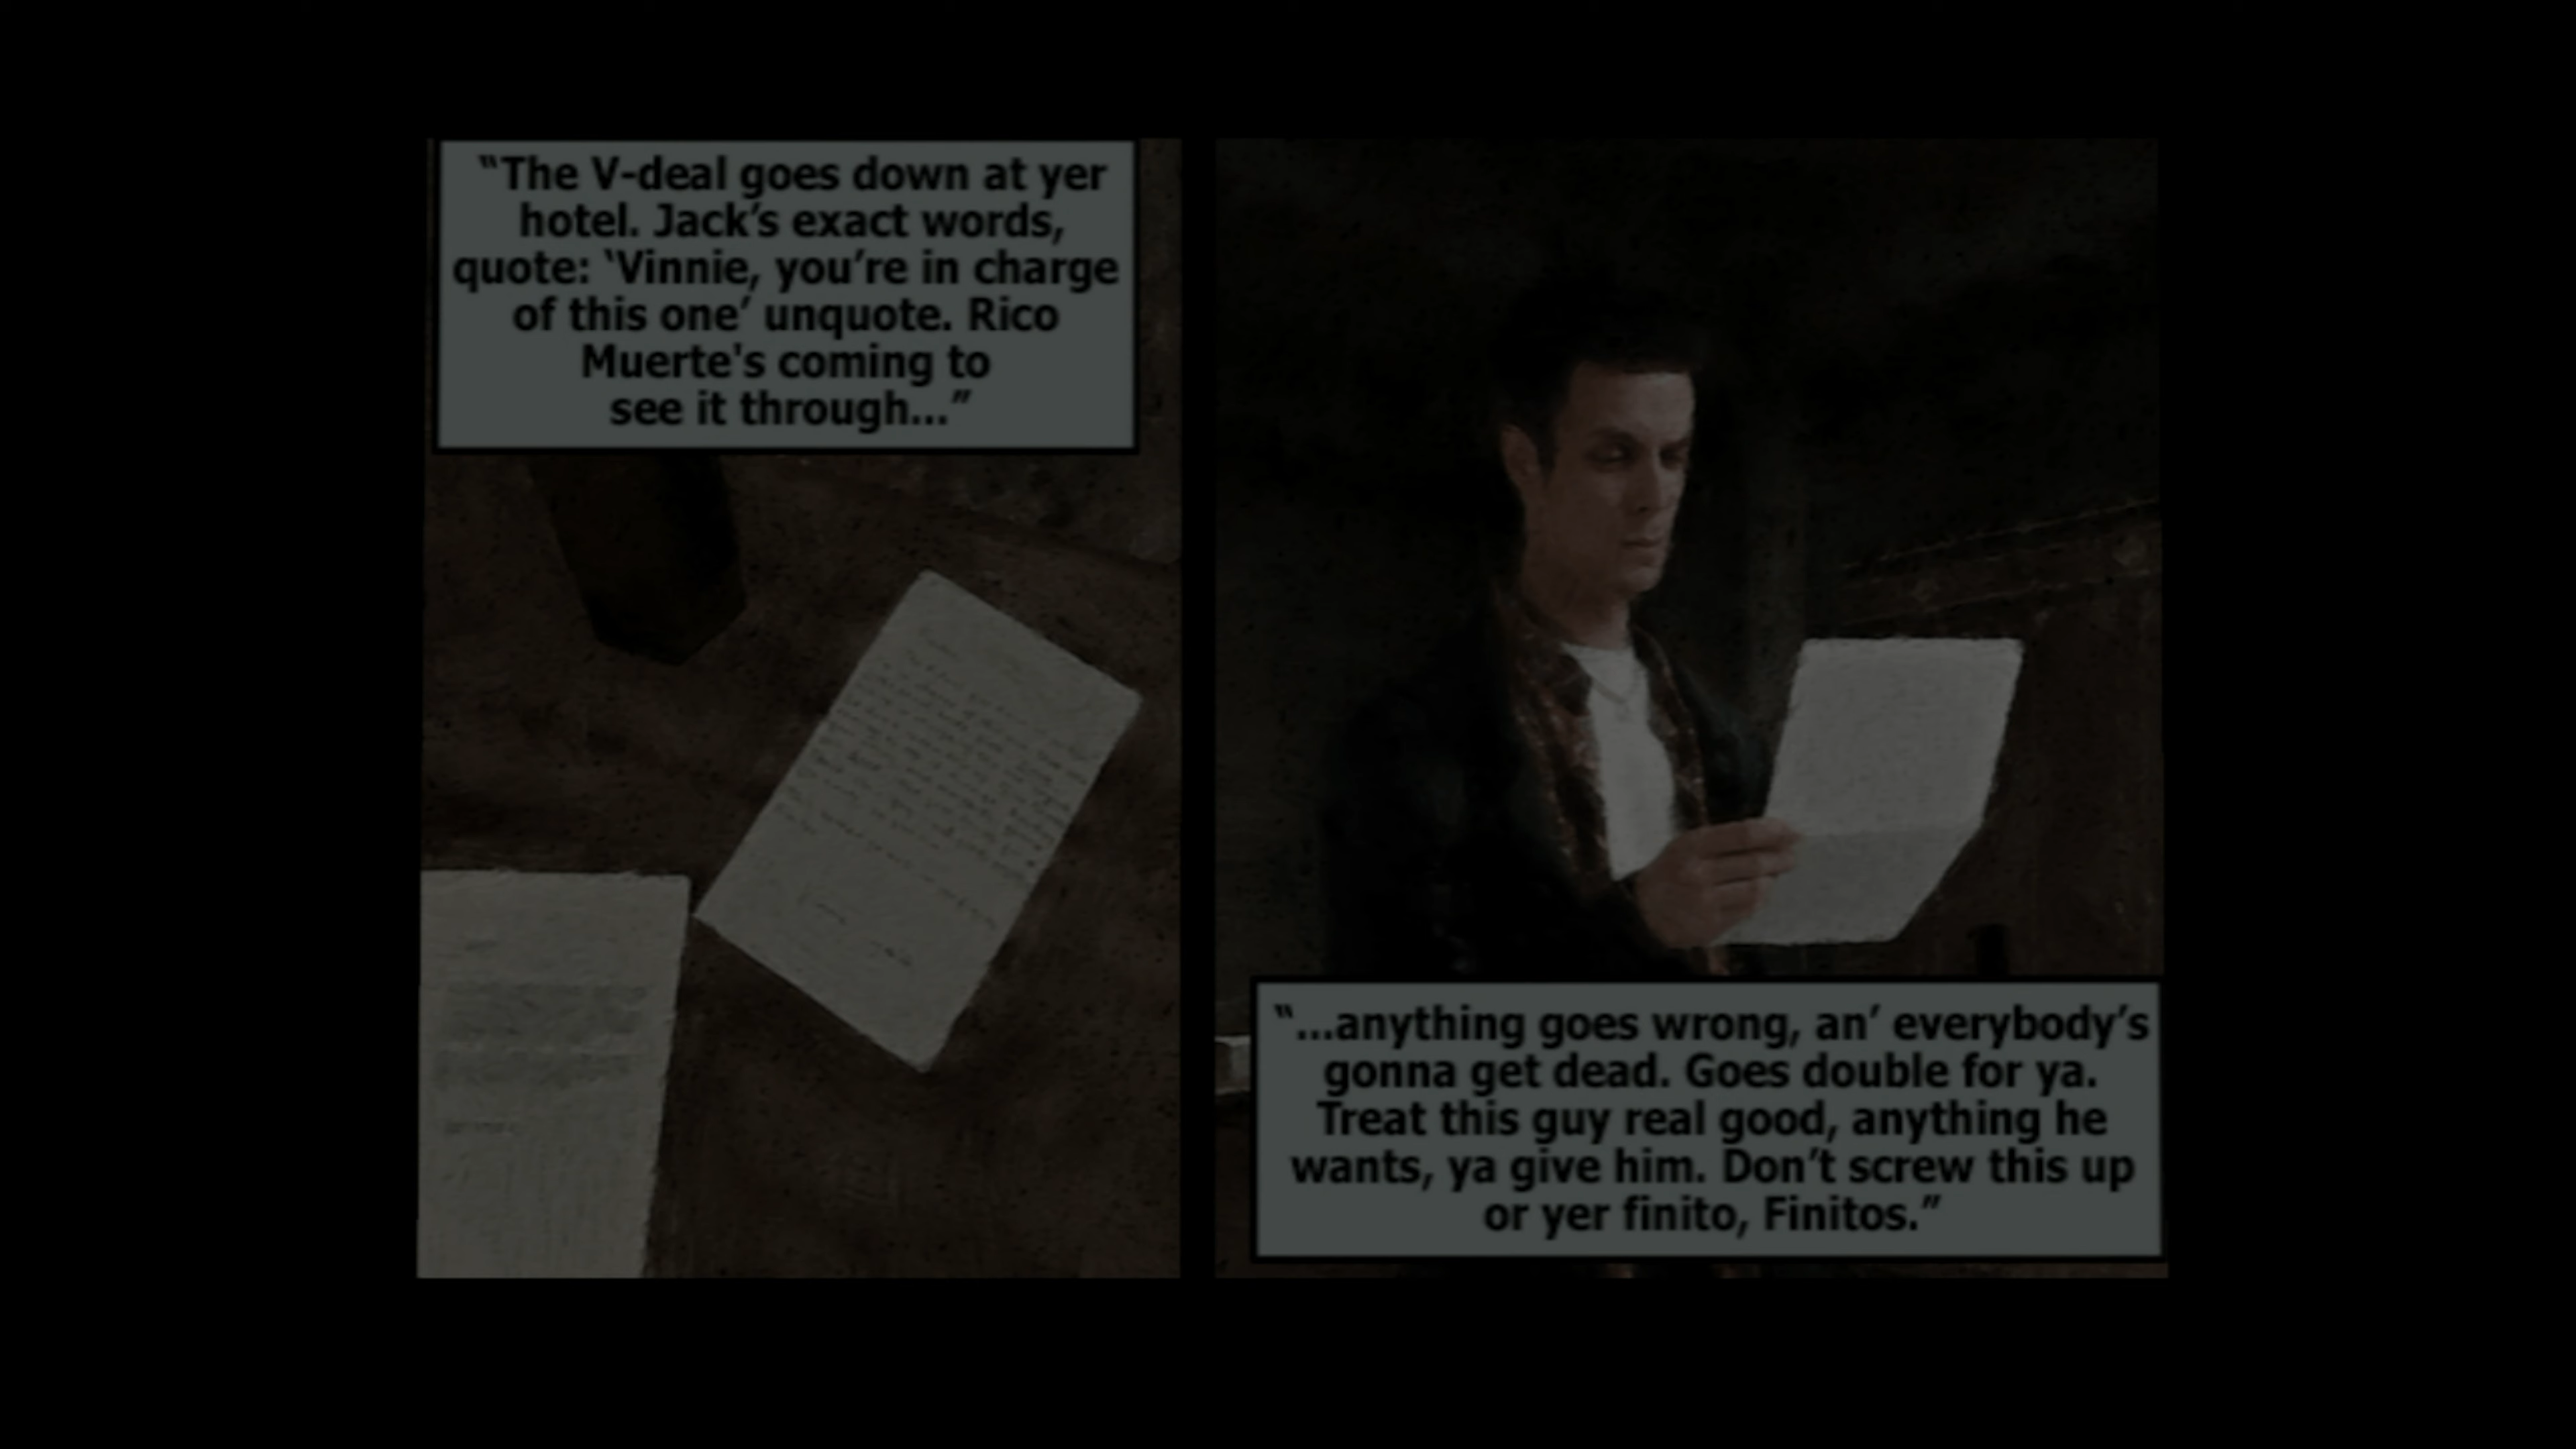 “The V-deal goes down at yer
hotel. Jack’s exact words,
quote: ‘Vinnie, you’re in charge
of this one’ unquote. Rico
Muerte's coming to
see it through...”
“...anything goes wrong, an’ everybody’s
gonna get dead. Goes double for ya.
Treat this guy real good, anything he
wants, ya give him. Don’t screw this up
or yer finito, Finitos.”